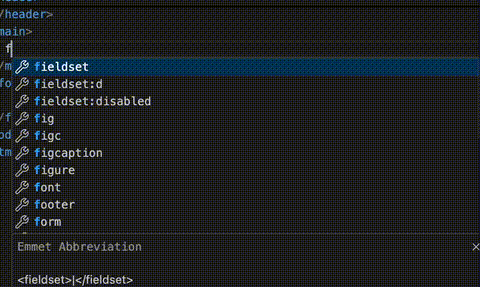 /header>
main>
f
/m
fieldset
fieldset:d
fo
fieldset:disabled
fig
/f
figc
od
figcaption
tm
figure
font
footer
form
Emmet Abbreviation
<fieldset>|</fieldset>